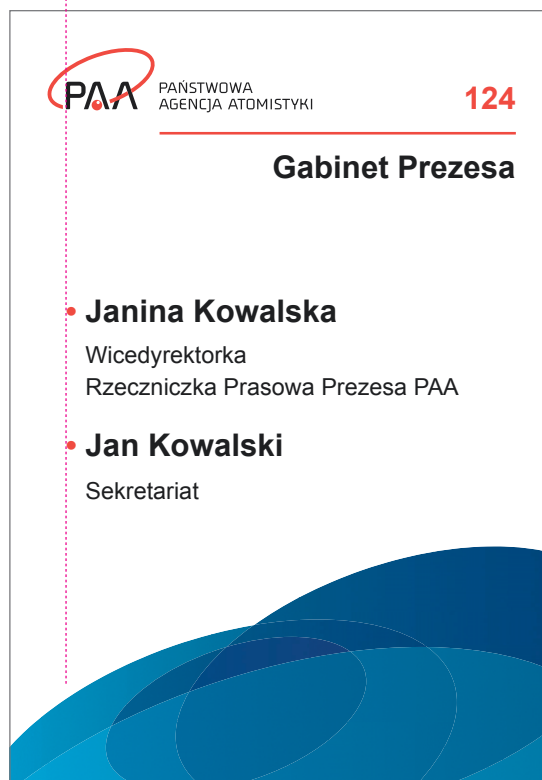 PAA
PAŃSTWOWA
AGENCJA ATOMISTYKI
124
Gabinet Prezesa
• Janina Kowalska
Wicedyrektorka
Rzeczniczka Prasowa Prezesa PAA
• Jan Kowalski
Sekretariat